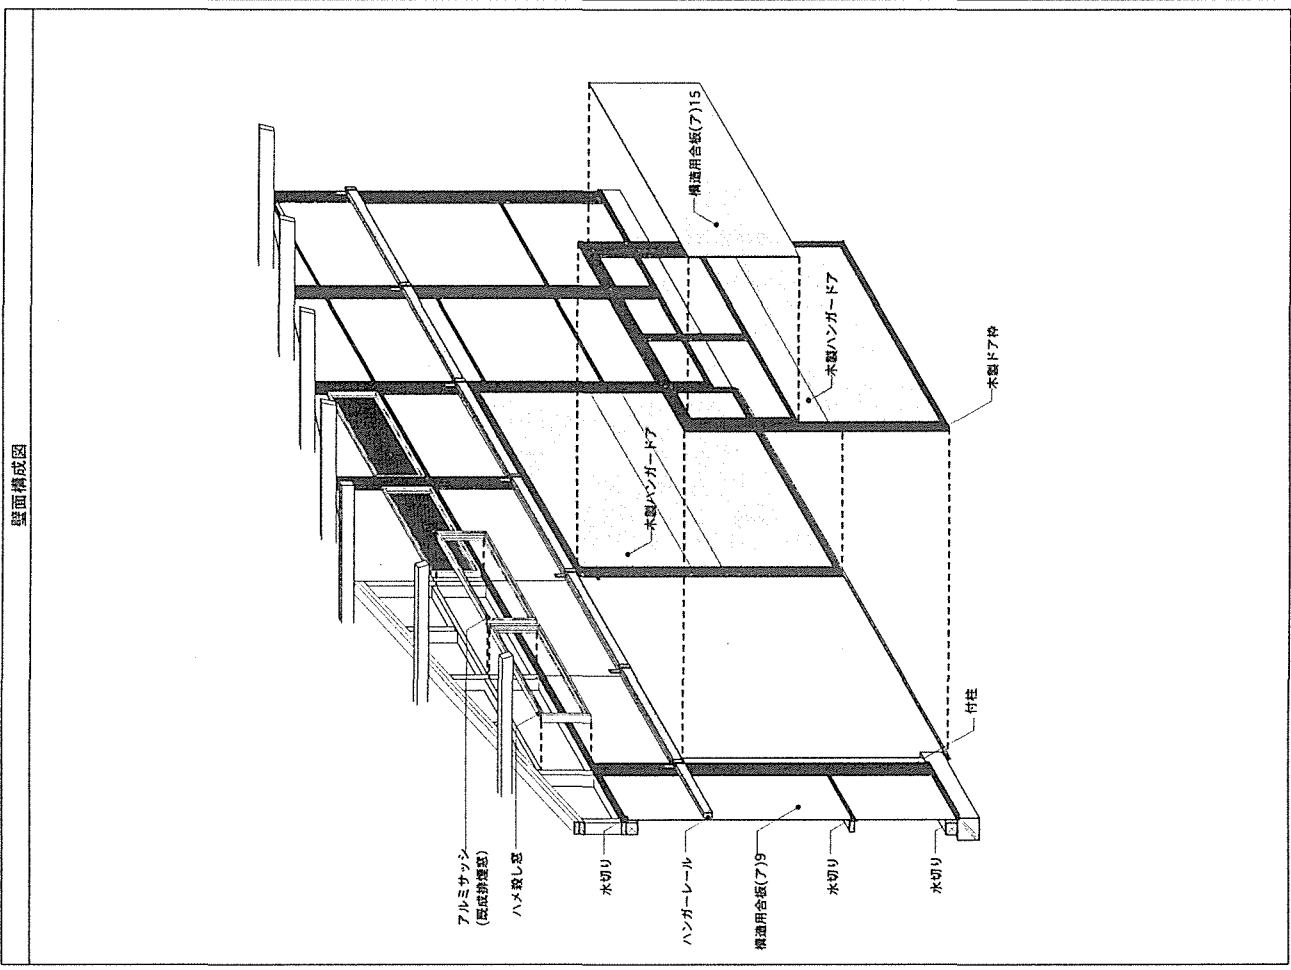 壁面構成図
構造用合板(ア)15
木製ハンガードア
木製ドア枠
木製ハンガードア
付柱
アルミサッシ
(既成排煙窓)
ハメ殺し窓
水切り
ハンガーレール
構造用合板(ア)9
水切り
水切り